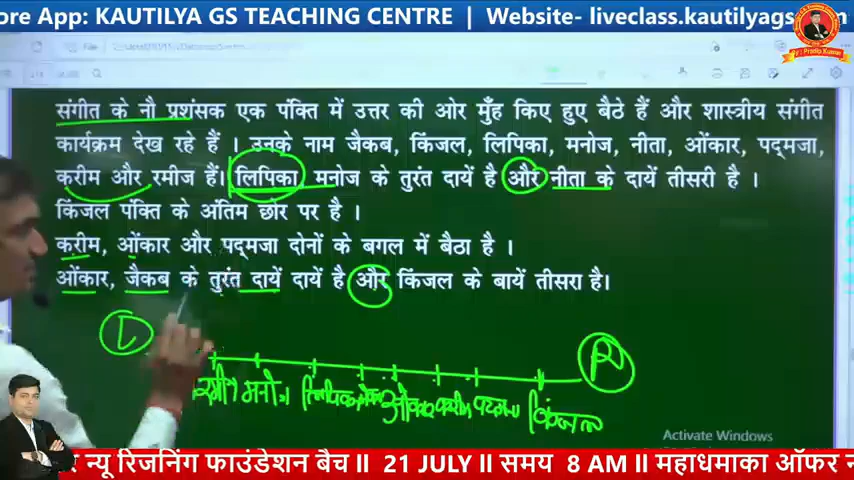 ore App: KAUTILYA GS TEACHING CENTRE | Website- liveclass.kautilyags
संगीत के नौ प्रशंसक एक पंक्ति में उत्तर की ओर मुँह किए हुए बैठे हैं और शास्त्रीय संगीत
कार्यक्रम देख रहे हैं । उनके नाम जैकब, किंजल, लिपिका, मनोज, नीता, ओंकार, पद्मजा,
करीम और रमीज हैं। लिपिका, मनोज के तुरंत दायें है और नीता के दायें तीसरी है ।
किंजल पंक्ति के अंतिम छोर पर है ।
करीम, ओंकार और पद्मजा दोनों के बगल में बैठा है ।
ओंकार, जैकब के तुरंत दायें दायें है और किंजल के बायें तीसरा है।
L
R
मनोज ओंकार करीम किंजल
Activate Windows
र न्यू रिजनिंग फाउंडेशन बैच II 21 JULY II समय 8 AM II महाधमाका ऑफर